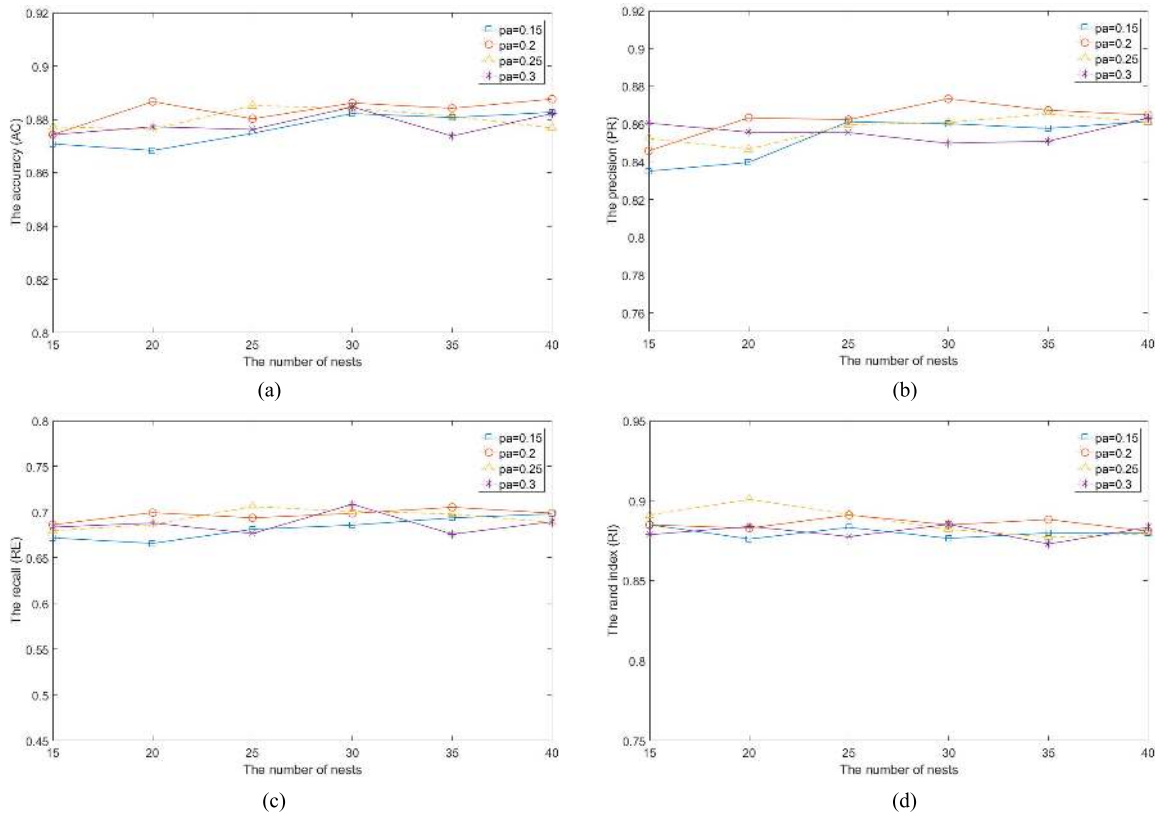 0.92
0.9
0.88
0.86
0.84
0.82
0.8
The accuracy (AC)
pa=0.15
pa=0.2
pa=0.25
pa=0.3
15 20 25 30 35 40
The number of nests
(a)
0.92
0.9
0.88
0.86
0.84
0.82
0.8
0.78
0.76
The precision (PR)
pa=0.15
pa=0.2
pa=0.25
pa=0.3
15 20 25 30 35 40
The number of nests
(b)
0.8
0.75
0.7
0.65
0.6
0.55
0.5
0.45
The recall (RE)
pa=0.15
pa=0.2
pa=0.25
pa=0.3
15 20 25 30 35 40
The number of nests
(c)
0.95
0.9
0.85
0.8
0.75
The rand index (RI)
pa=0.15
pa=0.2
pa=0.25
pa=0.3
15 20 25 30 35 40
The number of nests
(d)